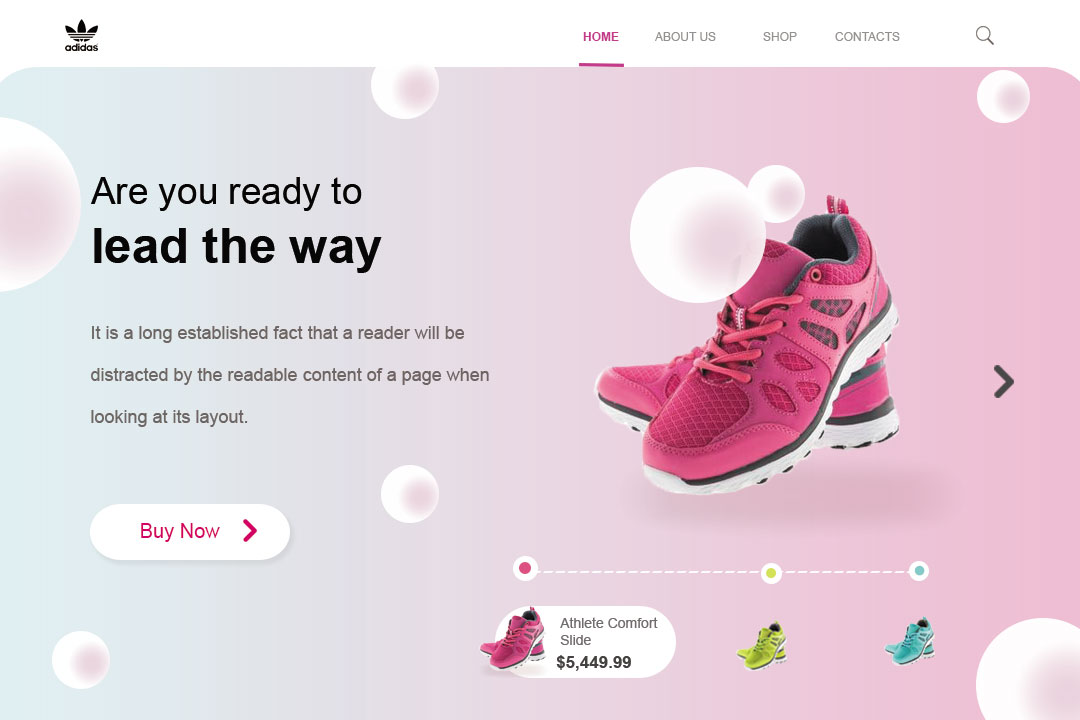 adidas
HOME
ABOUT US
SHOP
CONTACTS
Are you ready to
lead the way
It is a long established fact that a reader will be
distracted by the readable content of a page when
looking at its layout.
Buy Now
Athlete Comfort
Slide
$5,449.99